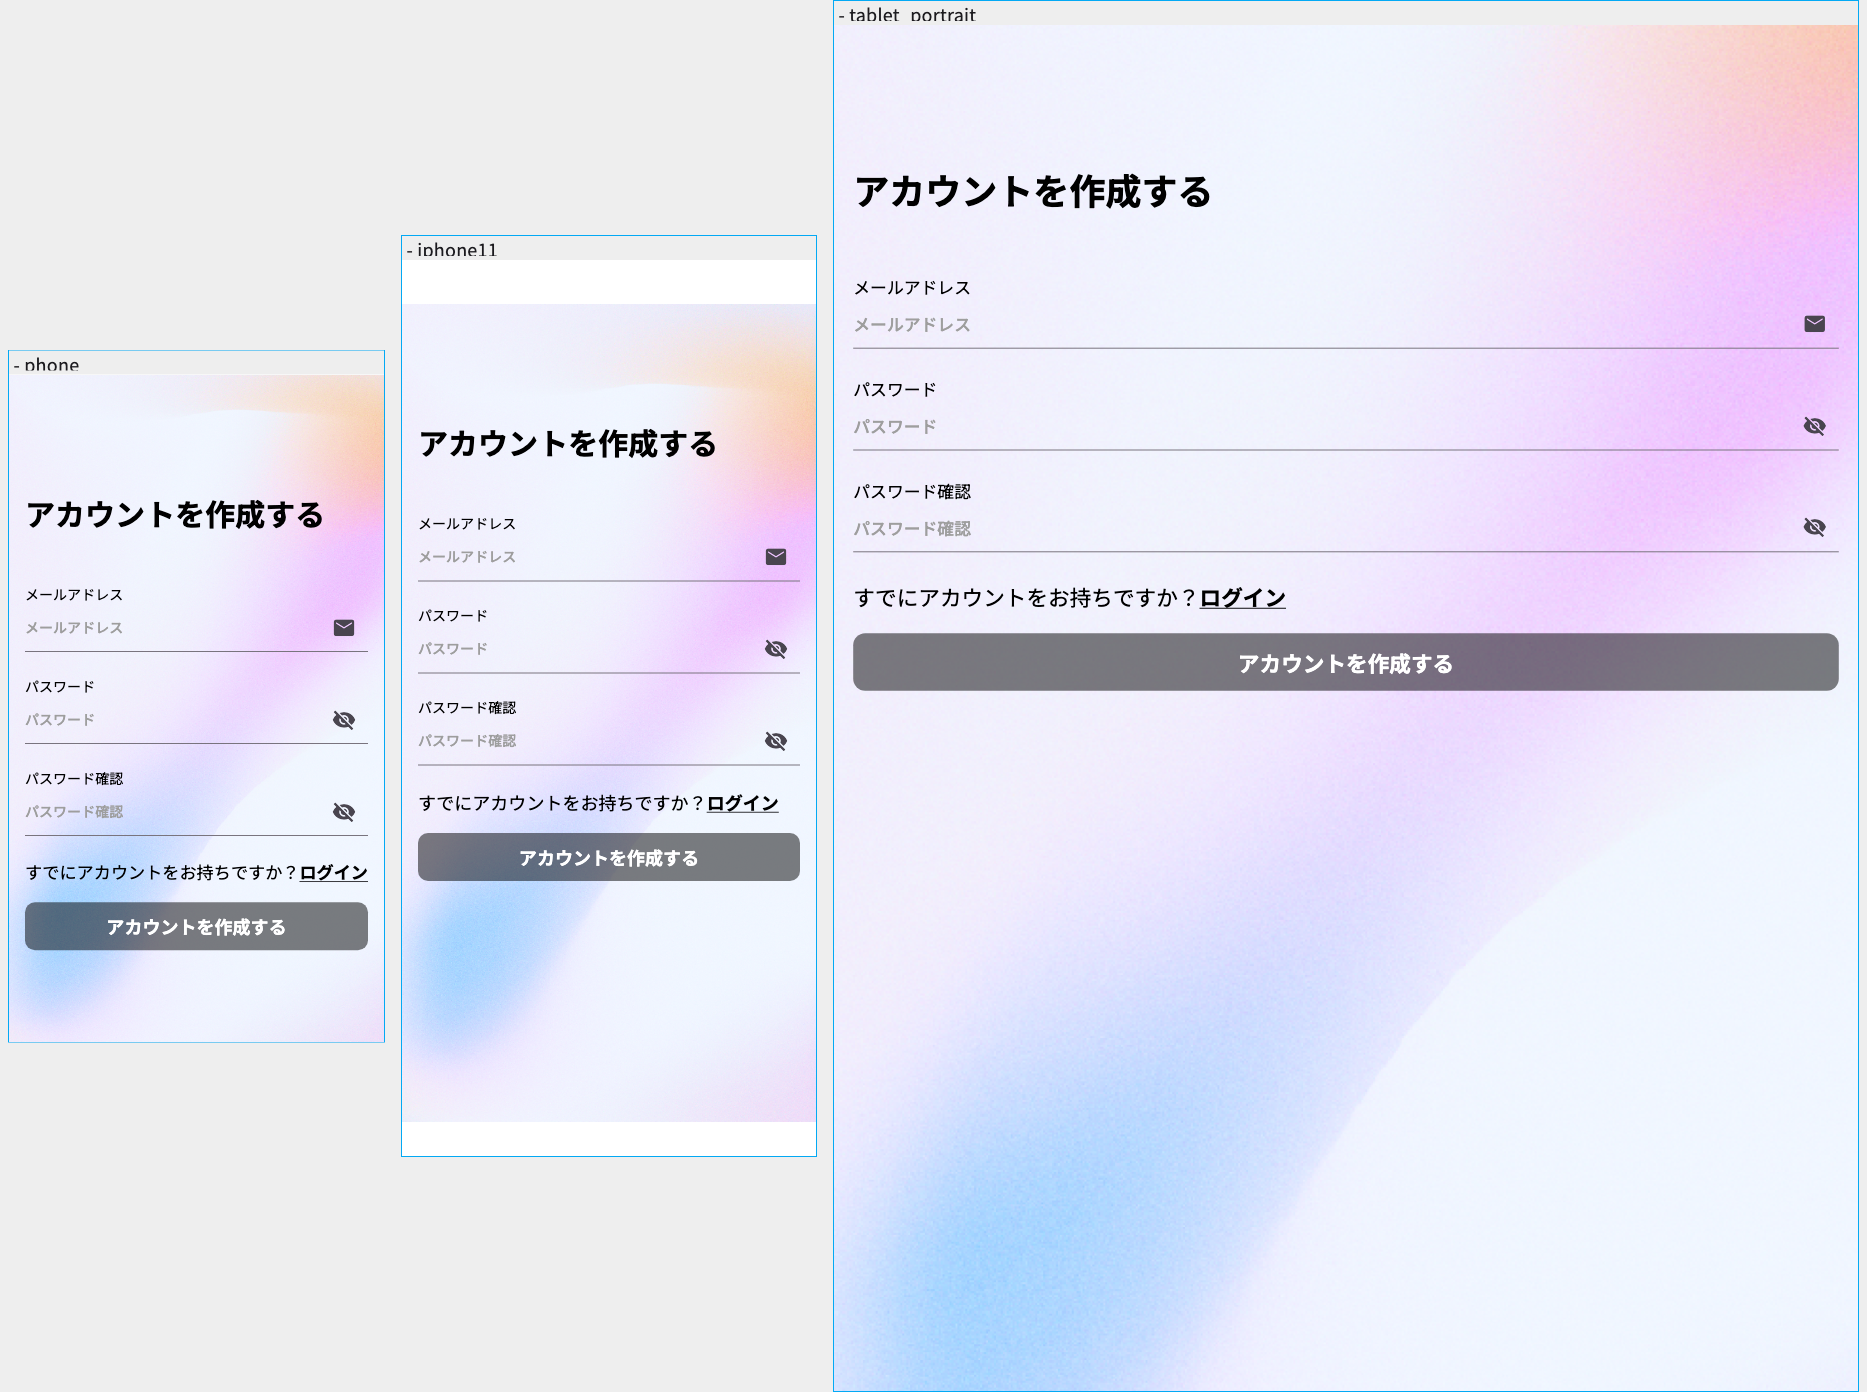 - phone
アカウントを作成する
メールアドレス
メールアドレス
パスワード
パスワード
パスワード確認
パスワード確認
すでにアカウントをお持ちですか？ログイン
アカウントを作成する
- iphone11
アカウントを作成する
メールアドレス
メールアドレス
パスワード
パスワード
パスワード確認
パスワード確認
すでにアカウントをお持ちですか？ログイン
アカウントを作成する
- tablet_portrait
アカウントを作成する
メールアドレス
メールアドレス
パスワード
パスワード
パスワード確認
パスワード確認
すでにアカウントをお持ちですか？ログイン
アカウントを作成する